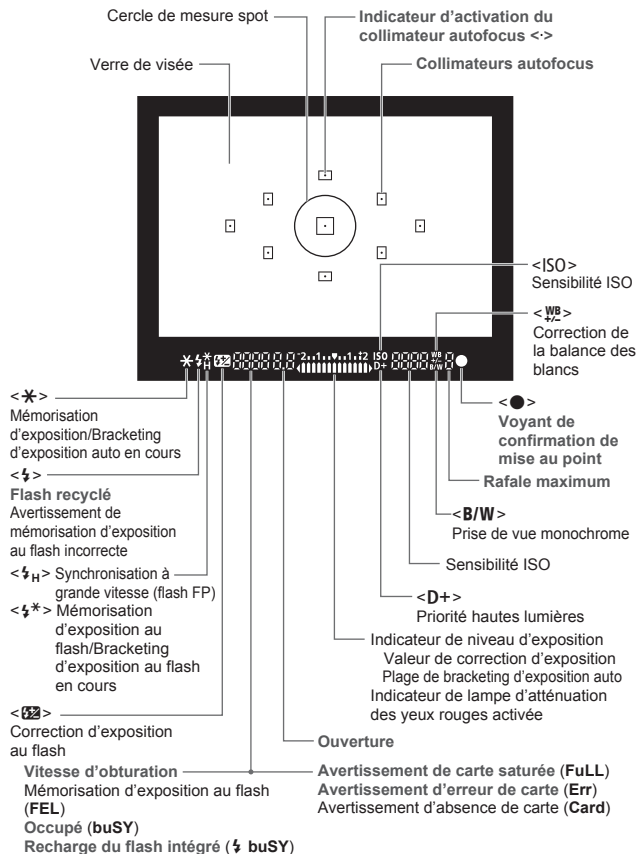 Cercle de mesure spot
Indicateur d'activation du
collimateur autofocus <·>
Verre de visée
Collimateurs autofocus
<ISO>
Sensibilité ISO
<WB +/->
Correction de
la balance des
blancs
<●>
Voyant de
confirmation de
mise au point
Rafale maximum
<B/W>
Prise de vue monochrome
Sensibilité ISO
<D+>
Priorité hautes lumières
Indicateur de niveau d'exposition
Valeur de correction d'exposition
Plage de bracketing d'exposition auto
Indicateur de lampe d'atténuation
des yeux rouges activée
-2..1..▼..1.+2 ISO WB +/-
H D+ B/W
<✱>
Mémorisation
d'exposition/Bracketing
d'exposition auto en cours
<⚡>
Flash recyclé
Avertissement de
mémorisation d'exposition
au flash incorrecte
<⚡H> Synchronisation à
grande vitesse (flash FP)
<⚡✱> Mémorisation
d'exposition au
flash/Bracketing
d'exposition au flash
en cours
<⚡±>
Correction d'exposition
au flash
Ouverture
Vitesse d'obturation
Mémorisation d'exposition au flash
(FEL)
Occupé (buSY)
Recharge du flash intégré (⚡ buSY)
Avertissement de carte saturée (FuLL)
Avertissement d'erreur de carte (Err)
Avertissement d'absence de carte (Card)